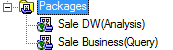 Packages
Sale DW(Analysis)
Sale Business(Query)